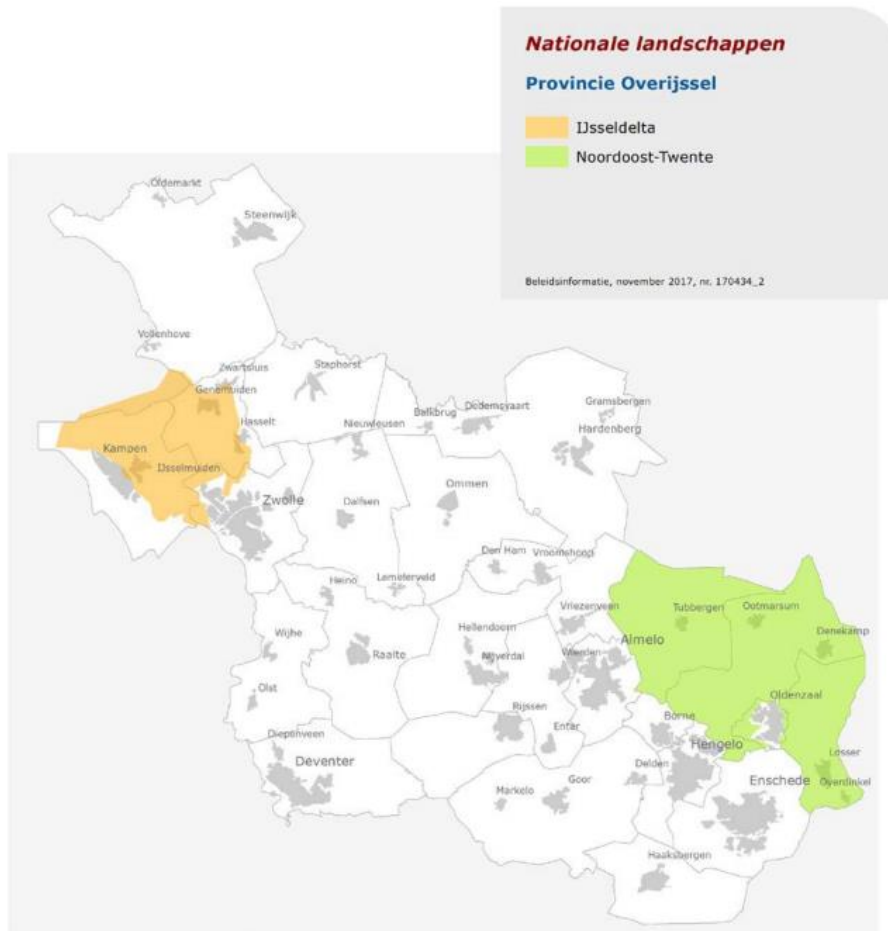 Nationale landschappen
Provincie Overijssel
IJsseldelta
Noordoost-Twente
Beleidsinformatie, november 2017, nr. 170434_2
Oldemarkt
Steenwijk
Vollenhove
Zwartsluis
Staphorst
Genemuiden
Hasselt
Nieuwleusen
Balkbrug
Dedemsvaart
Gramsbergen
Hardenberg
Kampen
IJsselmuiden
Zwolle
Dalfsen
Ommen
Den Ham
Vroomshoop
Heino
Lemelerveld
Vriezenveen
Tubbergen
Ootmarsum
Denekamp
Wijhe
Raalte
Hellendoorn
Nijverdal
Wierden
Almelo
Olst
Rijssen
Enter
Borne
Oldenzaal
Hengelo
Losser
Diepenveen
Deventer
Markelo
Goor
Delden
Enschede
Overdinkel
Haaksbergen